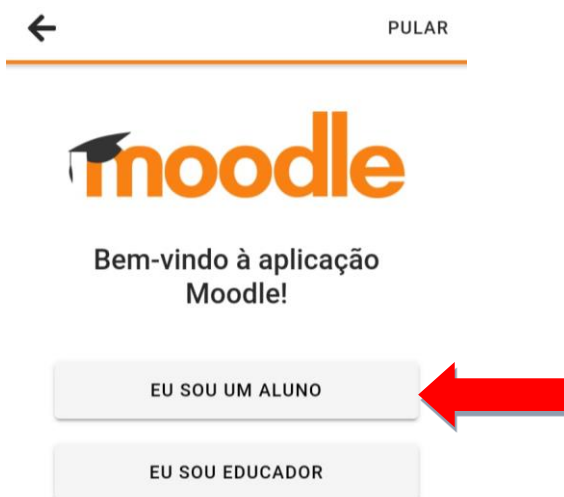 PULAR
moodle
Bem-vindo à aplicação
Moodle!
EU SOU UM ALUNO
EU SOU EDUCADOR